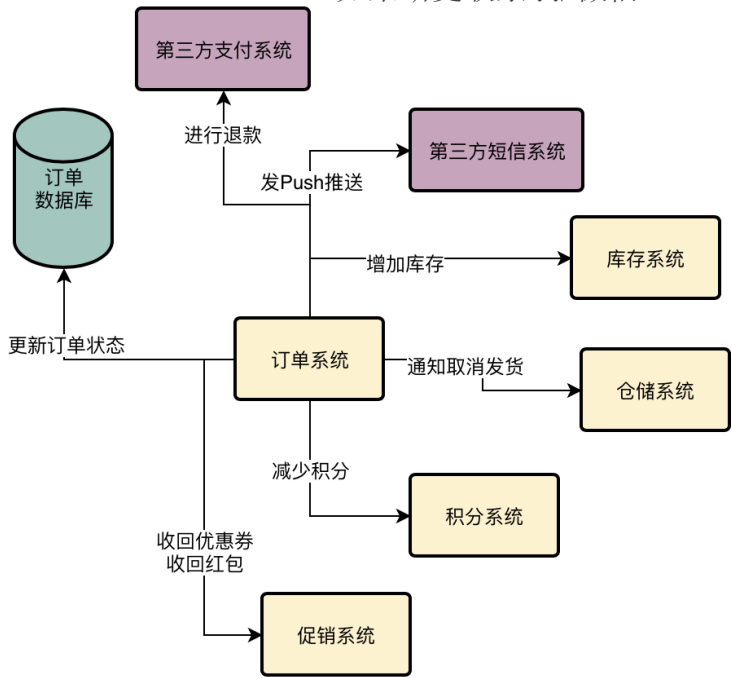 第三方支付系统
进行退款
第三方短信系统
订单
数据库
发Push推送
增加库存
库存系统
更新订单状态
订单系统
通知取消发货
仓储系统
减少积分
积分系统
收回优惠券
收回红包
促销系统